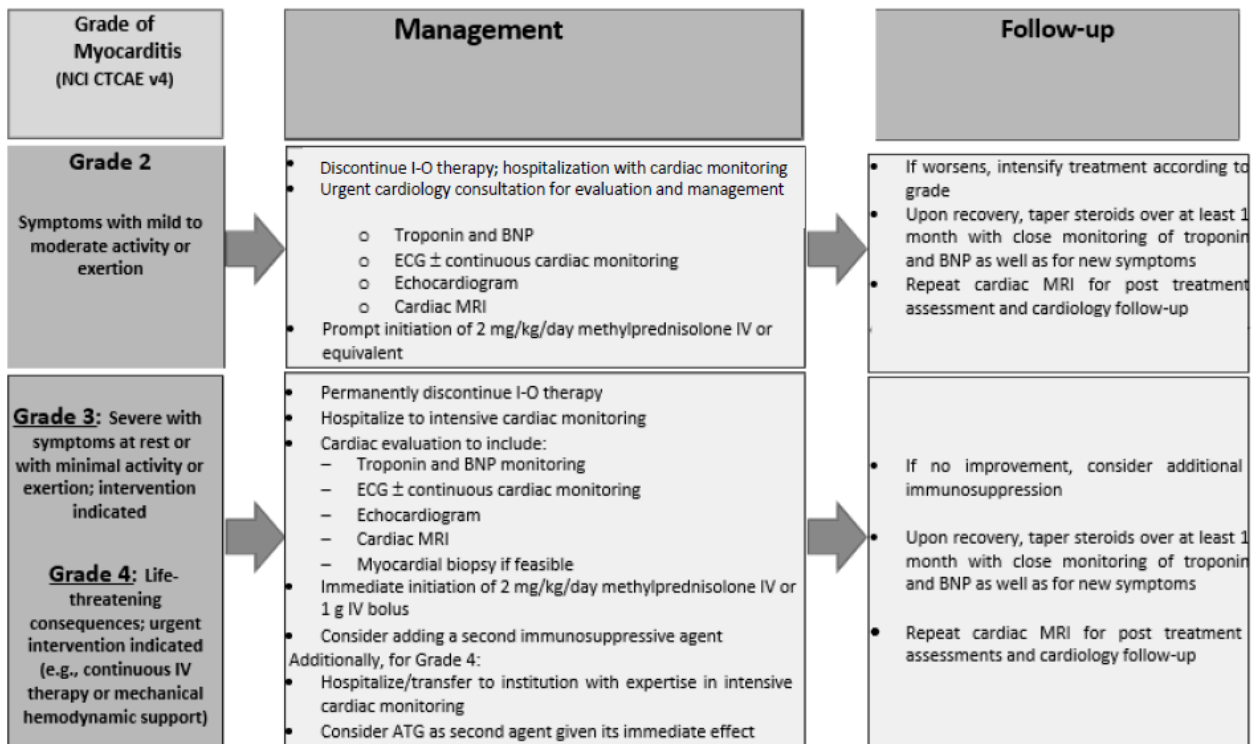 Grade of
Myocarditis
(NCI CTCAE v4)
Management
Follow-up
Grade 2
Symptoms with mild to
moderate activity or
exertion
• Discontinue I-O therapy; hospitalization with cardiac monitoring
• Urgent cardiology consultation for evaluation and management
o Troponin and BNP
o ECG ± continuous cardiac monitoring
o Echocardiogram
o Cardiac MRI
• Prompt initiation of 2 mg/kg/day methylprednisolone IV or
equivalent
• If worsens, intensify treatment according to
grade
• Upon recovery, taper steroids over at least 1
month with close monitoring of troponin
and BNP as well as for new symptoms
• Repeat cardiac MRI for post treatment
assessment and cardiology follow-up
Grade 3: Severe with
symptoms at rest or
with minimal activity or
exertion; intervention
indicated
Grade 4: Life-
threatening
consequences; urgent
intervention indicated
(e.g., continuous IV
therapy or mechanical
hemodynamic support)
• Permanently discontinue I-O therapy
• Hospitalize to intensive cardiac monitoring
• Cardiac evaluation to include:
– Troponin and BNP monitoring
– ECG ± continuous cardiac monitoring
– Echocardiogram
– Cardiac MRI
– Myocardial biopsy if feasible
• Immediate initiation of 2 mg/kg/day methylprednisolone IV or
1 g IV bolus
• Consider adding a second immunosuppressive agent
Additionally, for Grade 4:
• Hospitalize/transfer to institution with expertise in intensive
cardiac monitoring
• Consider ATG as second agent given its immediate effect
• If no improvement, consider additional
immunosuppression
• Upon recovery, taper steroids over at least 1
month with close monitoring of troponin
and BNP as well as for new symptoms
• Repeat cardiac MRI for post treatment
assessments and cardiology follow-up